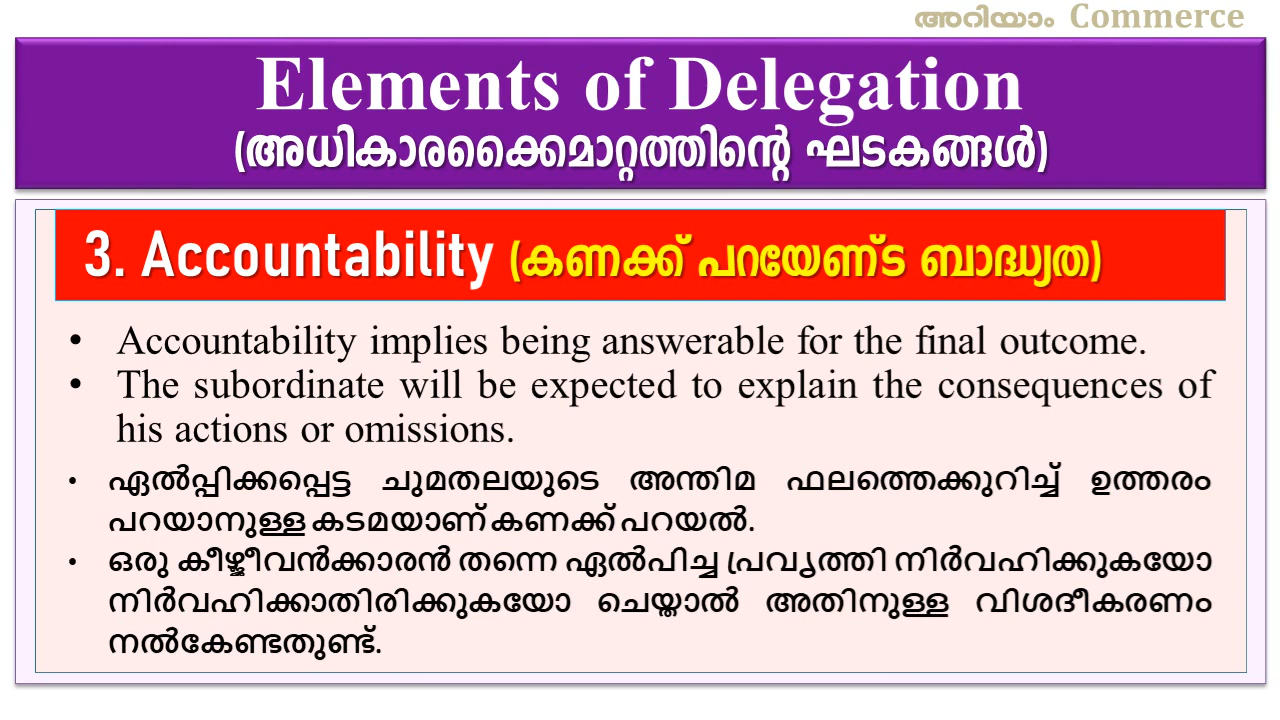 അറിയാം Commerce
Elements of Delegation
(അധികാരക്കൈമാറ്റത്തിന്റെ ഘടകങ്ങൾ)
3. Accountability (കണക്ക് പറയേണ്ട ബാദ്ധ്യത)
• Accountability implies being answerable for the final outcome.
• The subordinate will be expected to explain the consequences of
his actions or omissions.
• ഏൽപ്പിക്കപ്പെട്ട ചുമതലയുടെ അന്തിമ ഫലത്തെക്കുറിച്ച് ഉത്തരം
പറയാനുള്ള കടമയാണ് കണക്ക് പറയൽ.
• ഒരു കീഴ്ജീവൻക്കാരൻ തന്നെ ഏൽപിച്ച പ്രവൃത്തി നിർവഹിക്കുകയോ
നിർവഹിക്കാതിരിക്കുകയോ ചെയ്താൽ അതിനുള്ള വിശദീകരണം
നൽകേണ്ടതുണ്ട്.